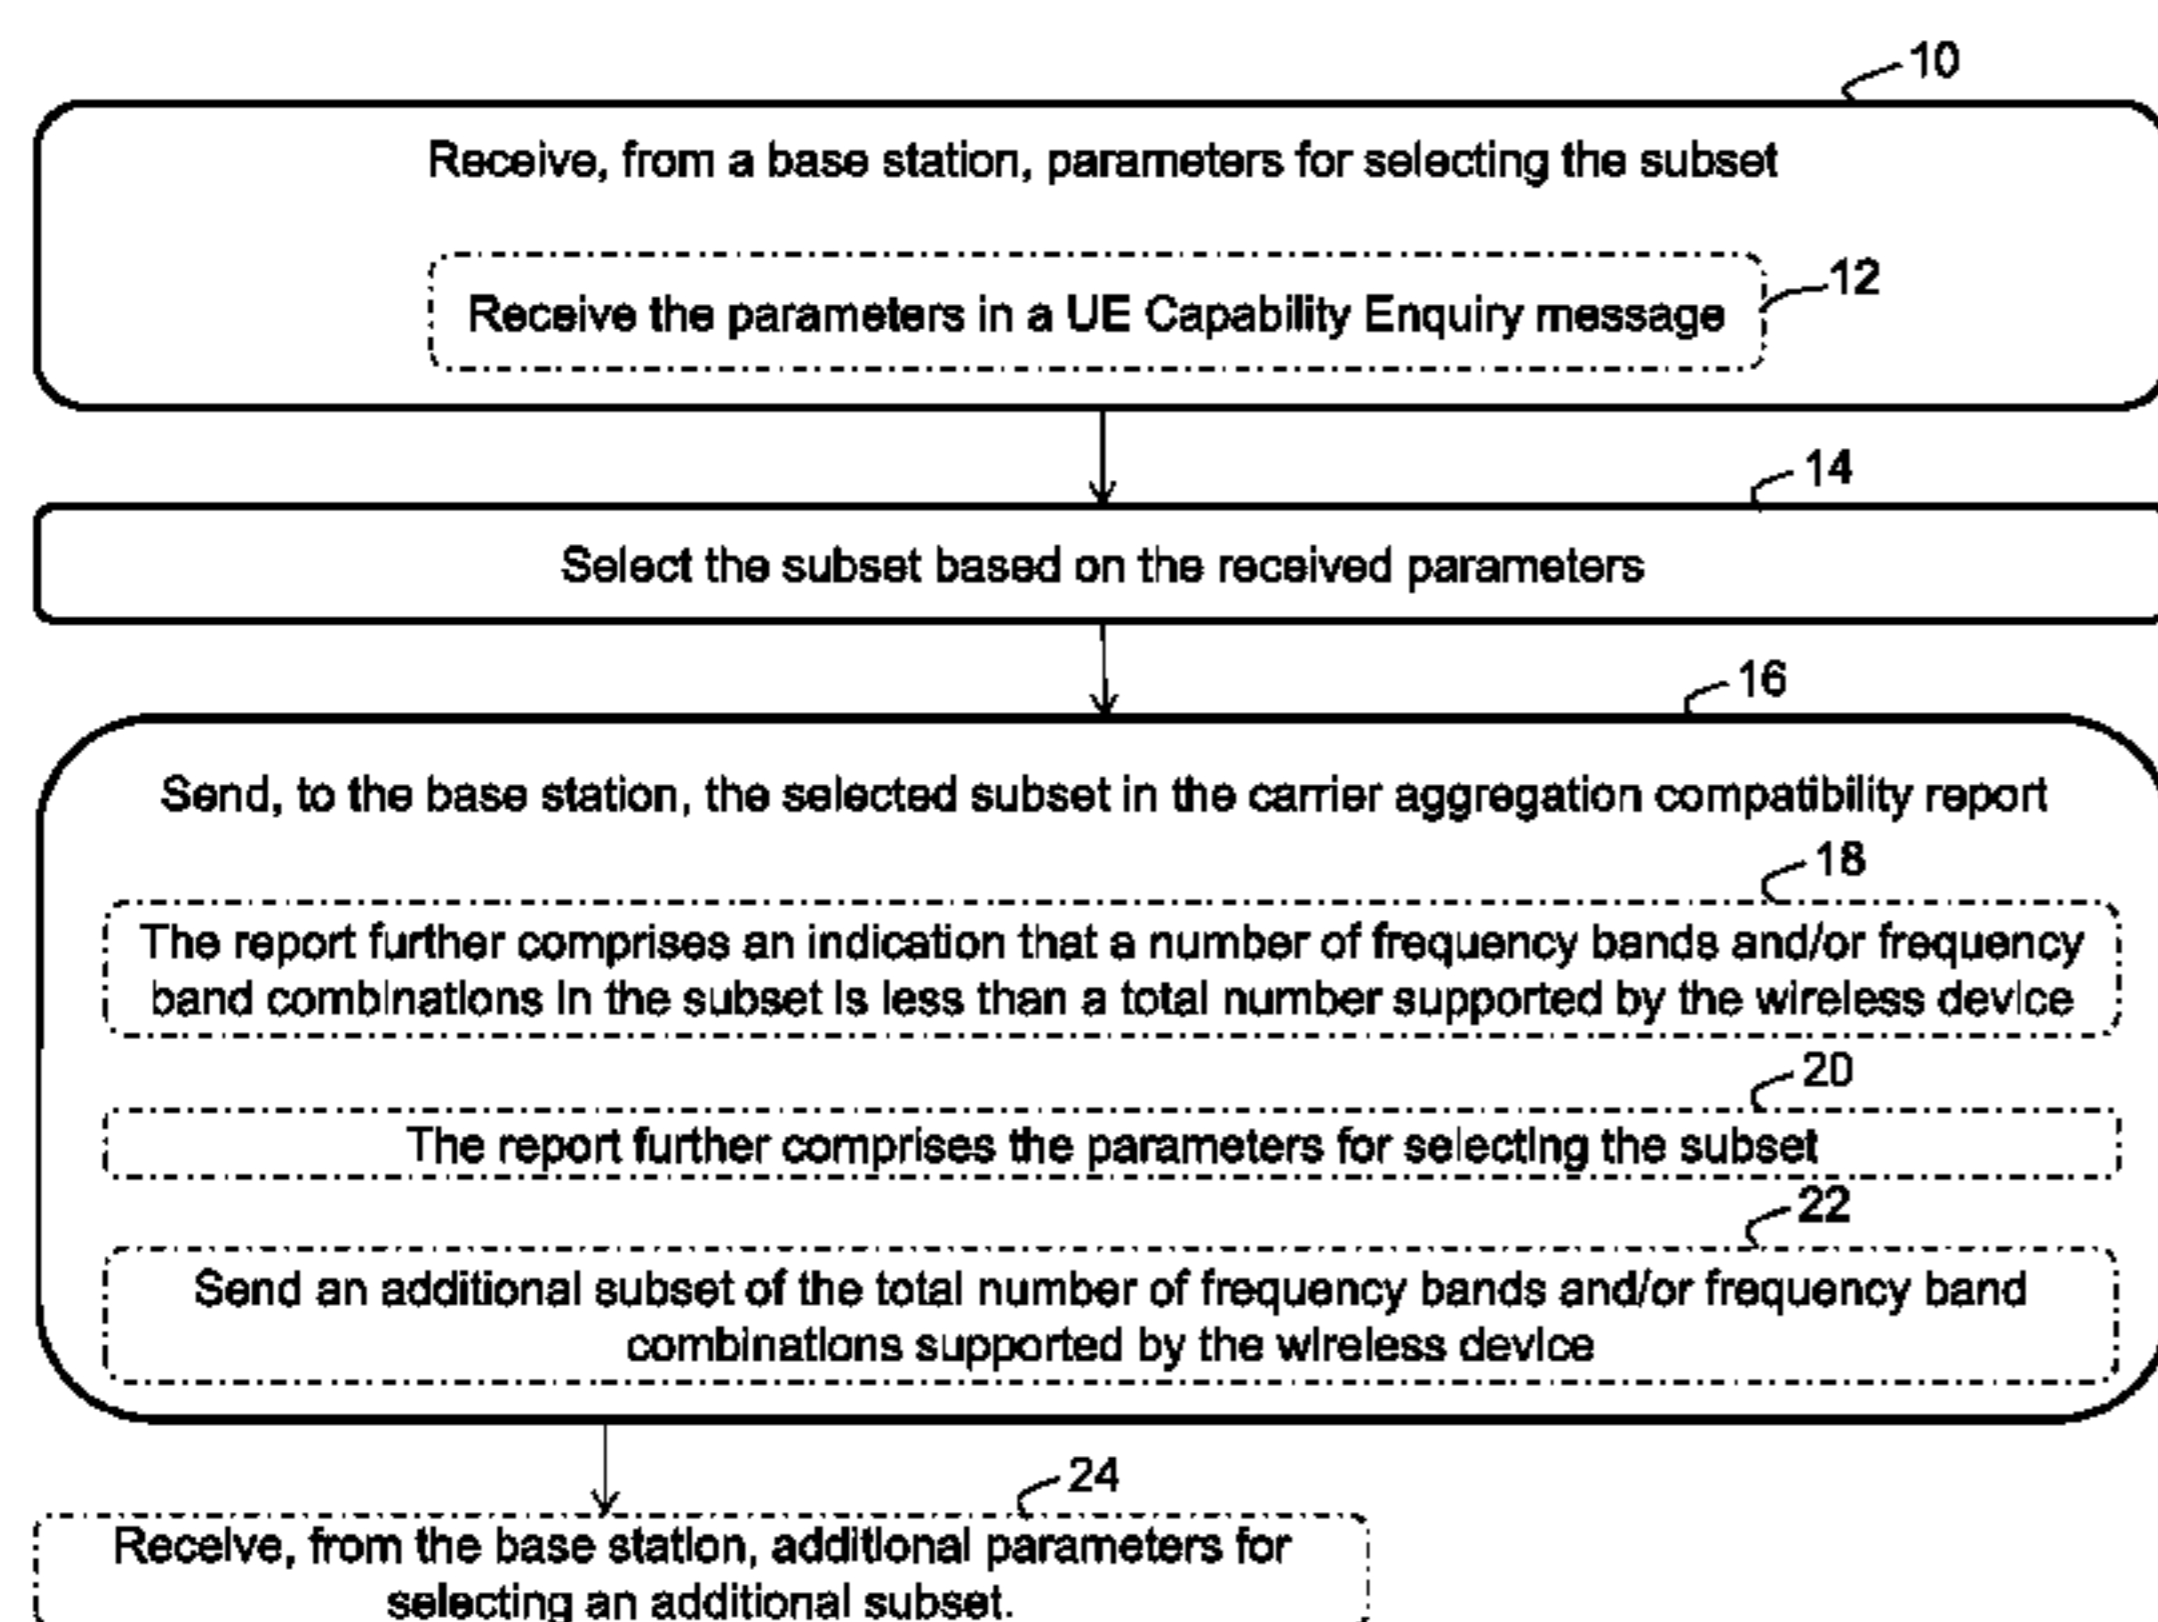 10
Receive, from a base station, parameters for selecting the subset
12
Receive the parameters in a UE Capability Enquiry message
14
Select the subset based on the received parameters
16
Send, to the base station, the selected subset in the carrier aggregation compatibility report
18
The report further comprises an indication that a number of frequency bands and/or frequency
band combinations in the subset is less than a total number supported by the wireless device
20
The report further comprises the parameters for selecting the subset
22
Send an additional subset of the total number of frequency bands and/or frequency band
combinations supported by the wireless device
24
Receive, from the base station, additional parameters for
selecting an additional subset.